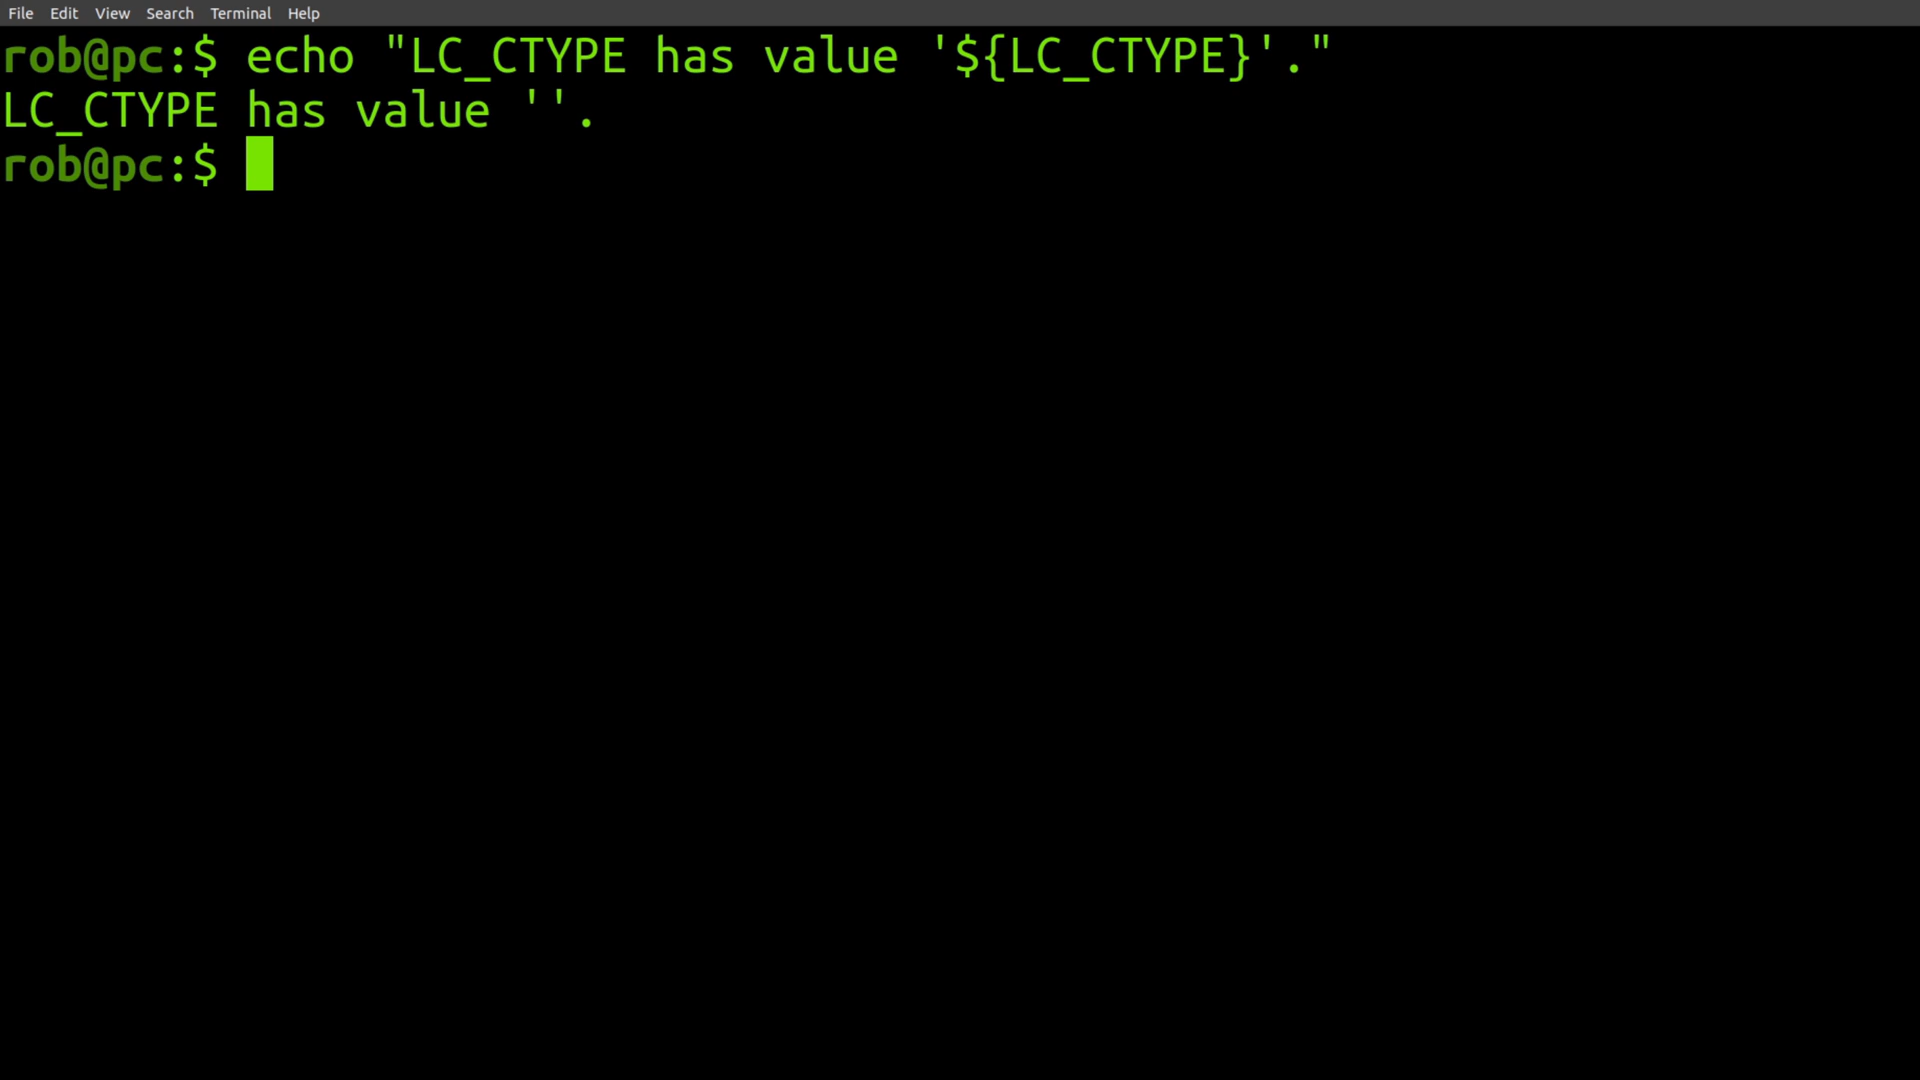 File Edit View Search Terminal Help
rob@pc:$ echo "LC_CTYPE has value '${LC_CTYPE}'."
LC_CTYPE has value ''.
rob@pc:$